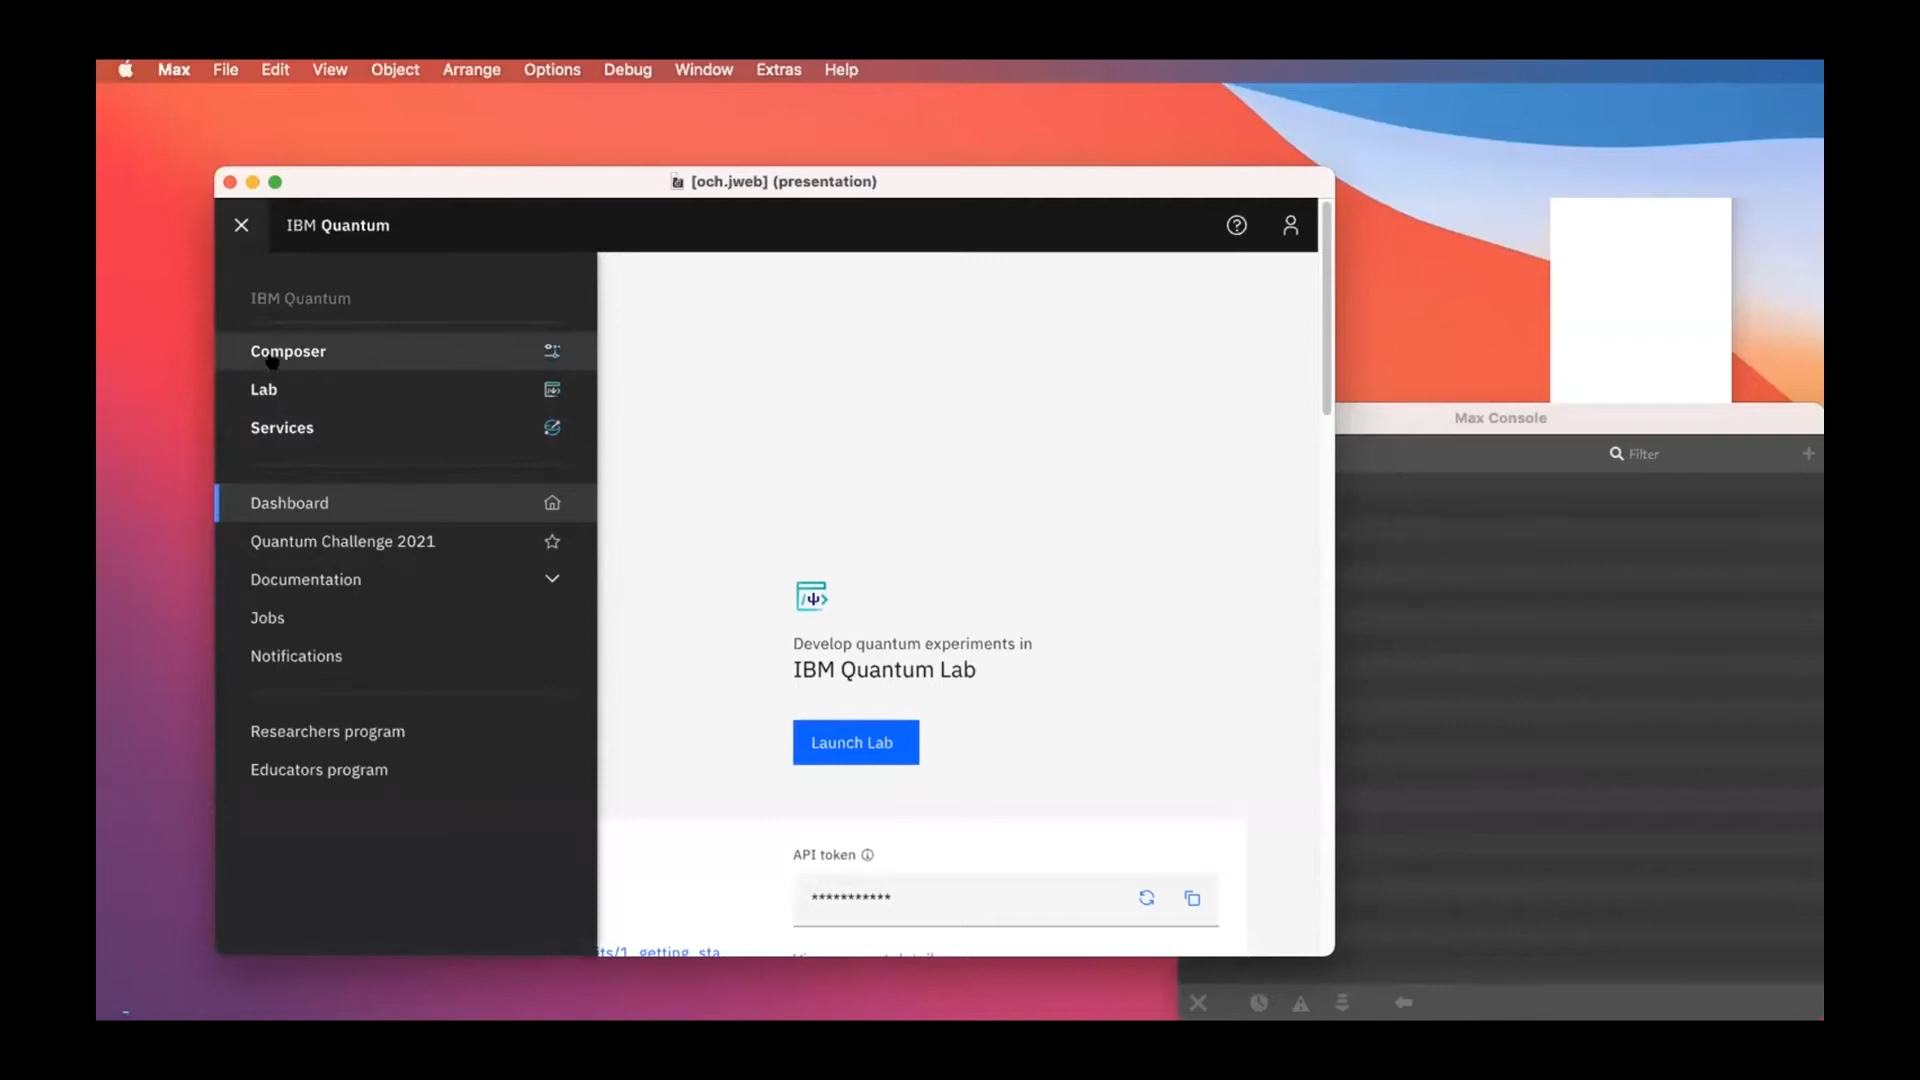 Max File Edit View Object Arrange Options Debug Window Extras Help
[och.jweb] (presentation)
IBM Quantum
IBM Quantum
Composer
Lab
Services
Dashboard
Quantum Challenge 2021
Documentation
Jobs
Notifications
Researchers program
Educators program
Develop quantum experiments in
IBM Quantum Lab
Launch Lab
API token
***********
its/1_getting_sta
Max Console
Filter